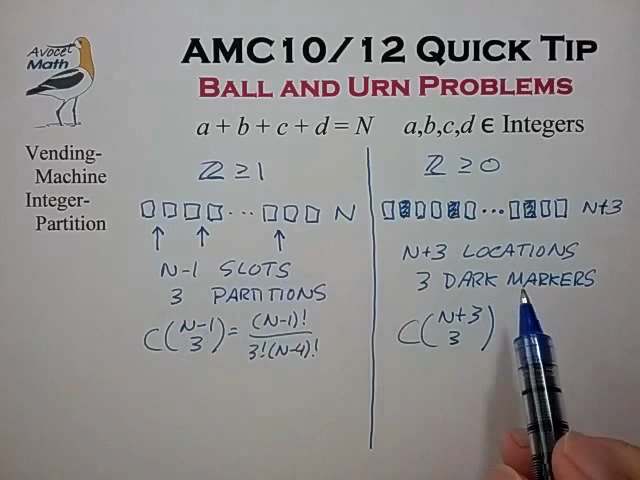 Avocet
Math
AMC10/12 QUICK TIP
BALL AND URN PROBLEMS
a + b + c + d = N a,b,c,d ∈ Integers
Vending-
Machine
Integer-
Partition
ℤ ≥ 1
□□□□···□□□ N
N-1 SLOTS
3 PARTITIONS
C(N-1 3) = (N-1)! / 3!(N-4)!
ℤ ≥ 0
··· N+3
N+3 LOCATIONS
3 DARK MARKERS
C(N+3 3)